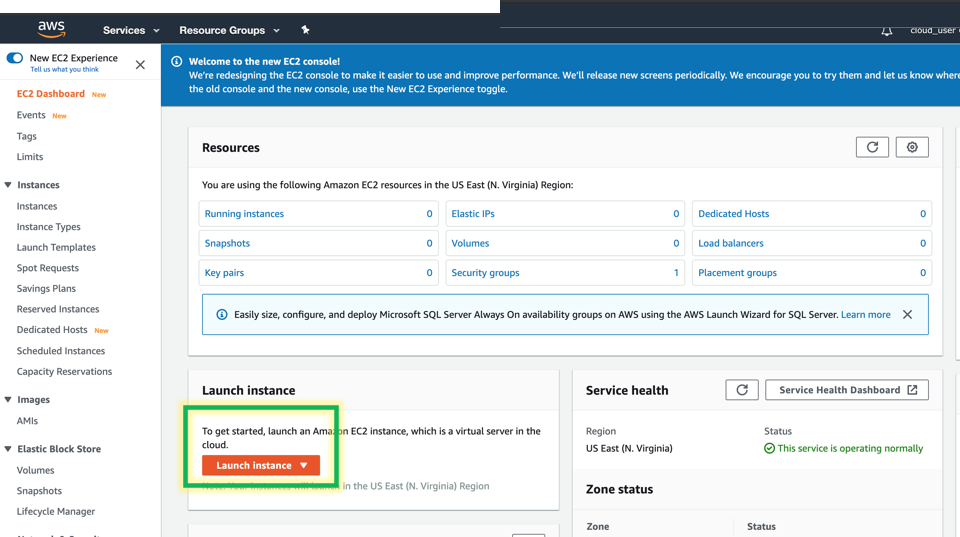 aws
Services
Resource Groups
cloud_user
New EC2 Experience
Tell us what you think
EC2 Dashboard New
Events New
Tags
Limits
Instances
Instances
Instance Types
Launch Templates
Spot Requests
Savings Plans
Reserved Instances
Dedicated Hosts New
Scheduled Instances
Capacity Reservations
Images
AMIs
Elastic Block Store
Volumes
Snapshots
Lifecycle Manager
Welcome to the new EC2 console!
We're redesigning the EC2 console to make it easier to use and improve performance. We'll release new screens periodically. We encourage you to try them and let us know where
the old console and the new console, use the New EC2 Experience toggle.
Resources
You are using the following Amazon EC2 resources in the US East (N. Virginia) Region:
Running instances 0
Elastic IPs 0
Dedicated Hosts 0
Snapshots 0
Volumes 0
Load balancers 0
Key pairs 0
Security groups 1
Placement groups 0
Easily size, configure, and deploy Microsoft SQL Server Always On availability groups on AWS using the AWS Launch Wizard for SQL Server. Learn more
Launch instance
To get started, launch an Amazon EC2 instance, which is a virtual server in the
cloud.
Launch instance
Note: Your instances will launch in the US East (N. Virginia) Region
Service health
Service Health Dashboard
Region
US East (N. Virginia)
Status
This service is operating normally
Zone status
Zone
Status